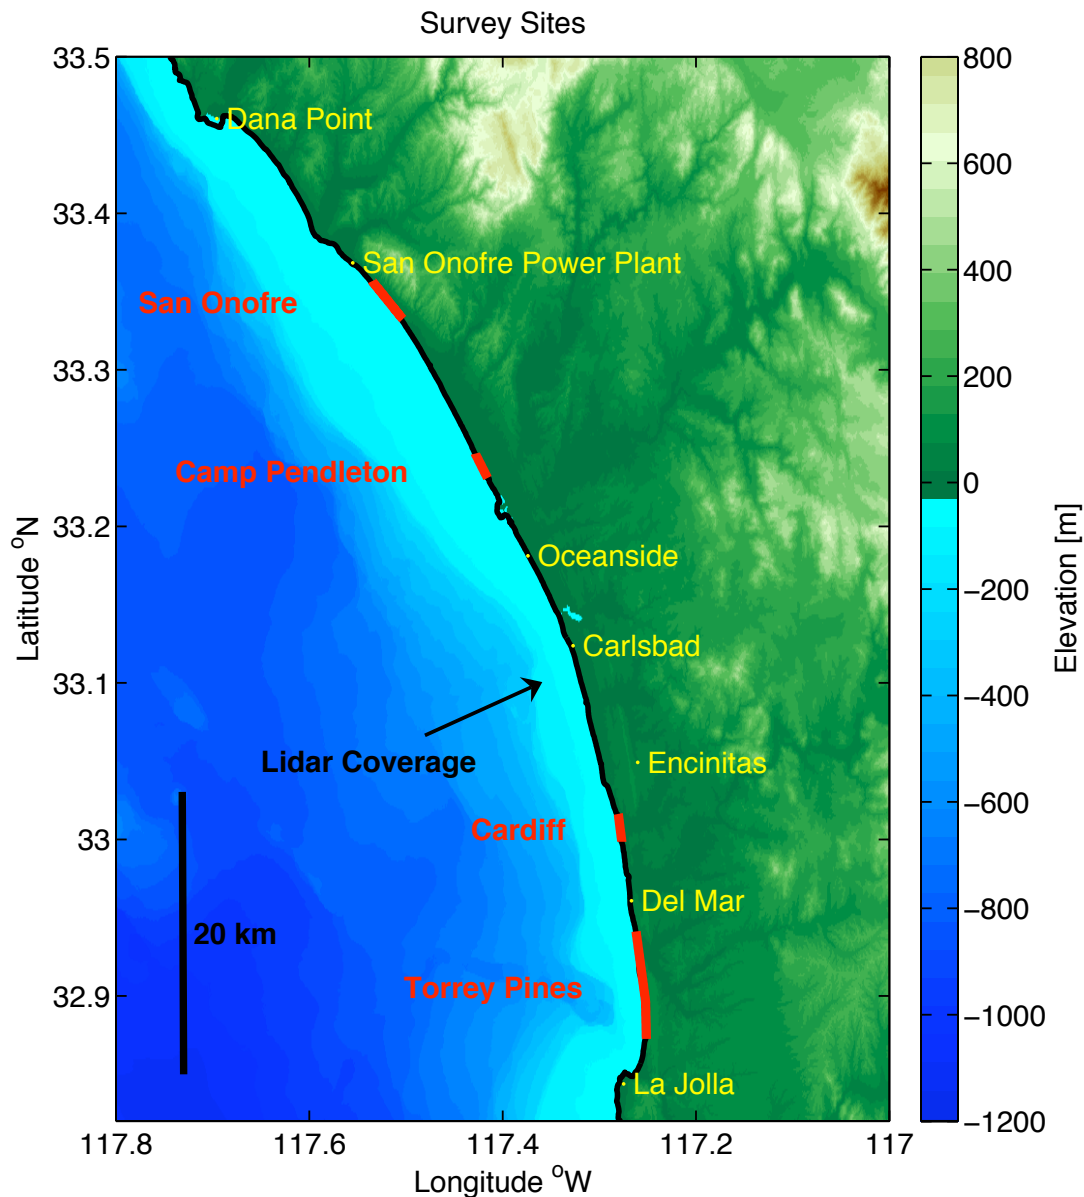 Survey Sites
33.5
33.4
33.3
33.2
33.1
33
32.9
Latitude °N
117.8
117.6
117.4
117.2
117
Longitude °W
Dana Point
San Onofre Power Plant
San Onofre
Camp Pendleton
Oceanside
Carlsbad
Lidar Coverage
Encinitas
Cardiff
Del Mar
20 km
Torrey Pines
La Jolla
800
600
400
200
0
−200
−400
−600
−800
−1000
−1200
Elevation [m]